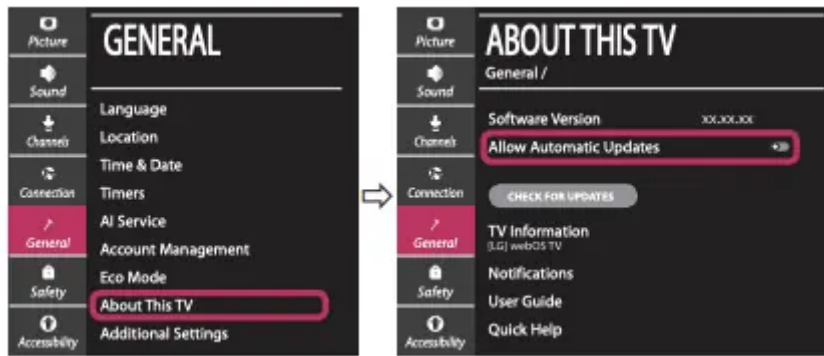 Picture
Sound
Channels
Connection
General
Safety
Accessibility
GENERAL
Language
Location
Time & Date
Timers
AI Service
Account Management
Eco Mode
About This TV
Additional Settings
Picture
Sound
Channels
Connection
General
Safety
Accessibility
ABOUT THIS TV
General /
Software Version xx.xx.xx
Allow Automatic Updates
CHECK FOR UPDATES
TV Information
[LG] webOS TV
Notifications
User Guide
Quick Help